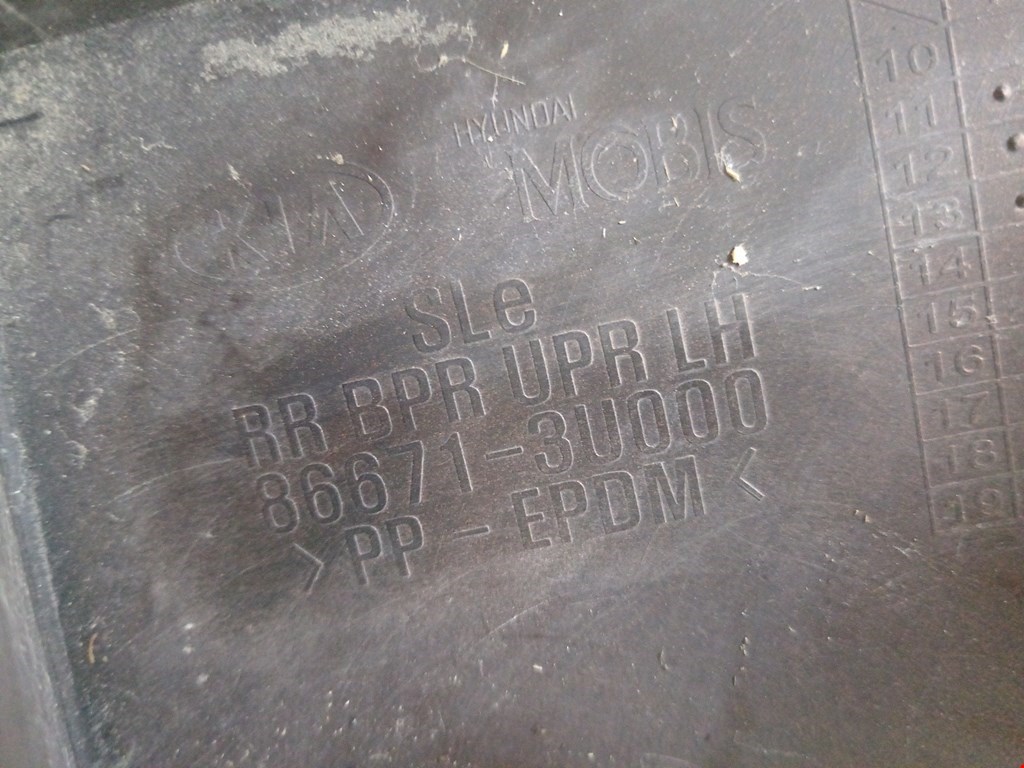 HYUNDAI
KIA MOBIS
SLe
RR BPR UPR LH
86671-3U000
>PP-EPDM<
10
11
12
13
14
15
16
17
18
19